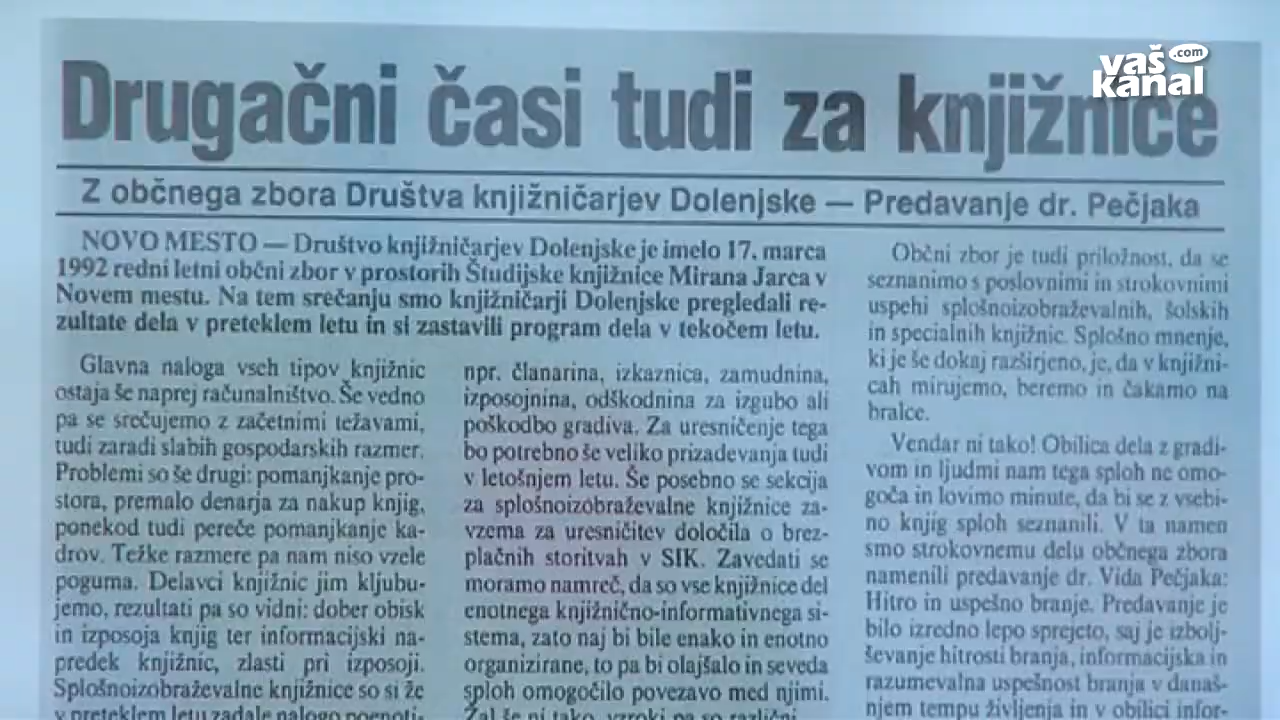 vaš
.com
kanal
Drugačni časi tudi za knjižnice
Z občnega zbora Društva knjižničarjev Dolenjske — Predavanje dr. Pečjaka
NOVO MESTO — Društvo knjižničarjev Dolenjske je imelo 17. marca
1992 redni letni občni zbor v prostorih Študijske knjižnice Mirana Jarca v
Novem mestu. Na tem srečanju smo knjižničarji Dolenjske pregledali re-
zultate dela v preteklem letu in si zastavili program dela v tekočem letu.
Glavna naloga vseh tipov knjižnic
ostaja še naprej računalništvo. Še vedno
pa se srečujemo z začetnimi težavami,
tudi zaradi slabih gospodarskih razmer.
Problemi so še drugi: pomanjkanje pro-
stora, premalo denarja za nakup knjig,
ponekod tudi pereče pomanjkanje ka-
drov. Težke razmere pa nam niso vzele
poguma. Delavci knjižnic jim kljubu-
jemo, rezultati pa so vidni: dober obisk
in izposoja knjig ter informacijski na-
predek knjižnic, zlasti pri izposoji.
Splošnoizobraževalne knjižnice so si že
v preteklem letu zadale nalogo poenoti-
npr. članarina, izkaznica, zamudnina,
izposojnina, odškodnina za izgubo ali
poškodbo gradiva. Za uresničenje tega
bo potrebno še veliko prizadevanja tudi
v letošnjem letu. Še posebno se sekcija
za splošnoizobraževalne knjižnice za-
vzema za uresničitev določila o brez-
plačnih storitvah v SIK. Zavedati se
moramo namreč, da so vse knjižnice del
enotnega knjižnično-informativnega si-
stema, zato naj bi bile enako in enotno
organizirane, to pa bi olajšalo in seveda
sploh omogočilo povezavo med njimi.
Žal še ni tako, vzroki pa so različni.
Občni zbor je tudi priložnost, da se
seznanimo s poslovnimi in strokovnimi
uspehi splošnoizobraževalnih, šolskih
in specialnih knjižnic. Splošno mnenje,
ki je še dokaj razširjeno, je, da v knjižni-
cah mirujemo, beremo in čakamo na
bralce.
Vendar ni tako! Obilica dela z gradi-
vom in ljudmi nam tega sploh ne omo-
goča in lovimo minute, da bi se z vsebi-
no knjig sploh seznanili. V ta namen
smo strokovnemu delu občnega zbora
namenili predavanje dr. Vida Pečjaka:
Hitro in uspešno branje. Predavanje je
bilo izredno lepo sprejeto, saj je izbolj-
ševanje hitrosti branja, informacijska in
razumevalna uspešnost branja v današ-
njem tempu življenja in v obilici infor-